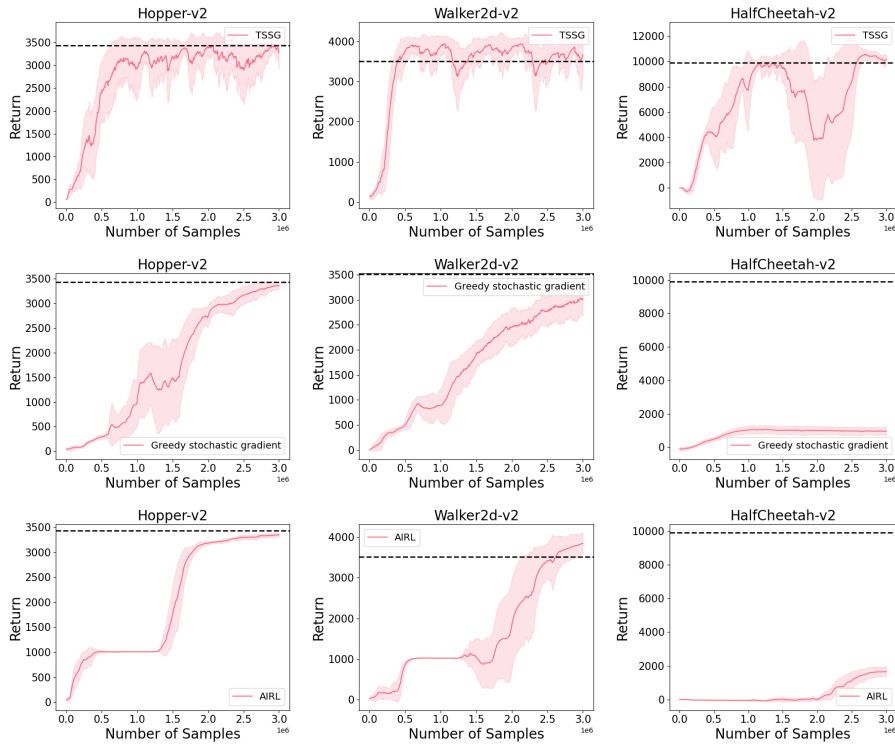 Hopper-v2
Walker2d-v2
HalfCheetah-v2
TSSG
TSSG
TSSG
Return
3500
3000
2500
2000
1500
1000
500
0
Return
4000
3000
2000
1000
0
Return
12000
10000
8000
6000
4000
2000
0
0.0 0.5 1.0 1.5 2.0 2.5 3.0
0.0 0.5 1.0 1.5 2.0 2.5 3.0
0.0 0.5 1.0 1.5 2.0 2.5 3.0
Number of Samples 1e6
Number of Samples 1e6
Number of Samples 1e6
Hopper-v2
Walker2d-v2
HalfCheetah-v2
Return
3500
3000
2500
2000
1500
1000
500
0
Greedy stochastic gradient
Return
3500
3000
2500
2000
1500
1000
500
0
Greedy stochastic gradient
Return
10000
8000
6000
4000
2000
0
Greedy stochastic gradient
0.0 0.5 1.0 1.5 2.0 2.5 3.0
0.0 0.5 1.0 1.5 2.0 2.5 3.0
0.0 0.5 1.0 1.5 2.0 2.5 3.0
Number of Samples 1e6
Number of Samples 1e6
Number of Samples 1e6
Hopper-v2
Walker2d-v2
HalfCheetah-v2
Return
3500
3000
2500
2000
1500
1000
500
0
AIRL
Return
4000
3000
2000
1000
0
AIRL
Return
10000
8000
6000
4000
2000
0
AIRL
0.0 0.5 1.0 1.5 2.0 2.5 3.0
0.0 0.5 1.0 1.5 2.0 2.5 3.0
0.0 0.5 1.0 1.5 2.0 2.5 3.0
Number of Samples 1e6
Number of Samples 1e6
Number of Samples 1e6